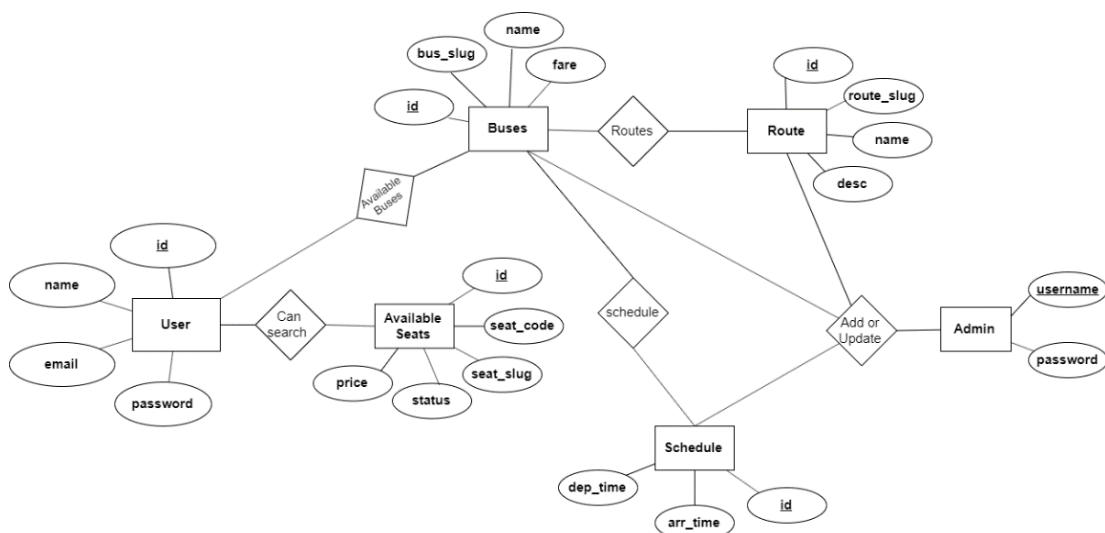 name
bus_slug
fare
id
Buses
Routes
id
route_slug
Route
name
desc
Available
Buses
id
name
User
email
password
Can
search
id
Available
Seats
seat_code
seat_slug
price
status
schedule
Add or
Update
username
Admin
password
Schedule
dep_time
arr_time
id